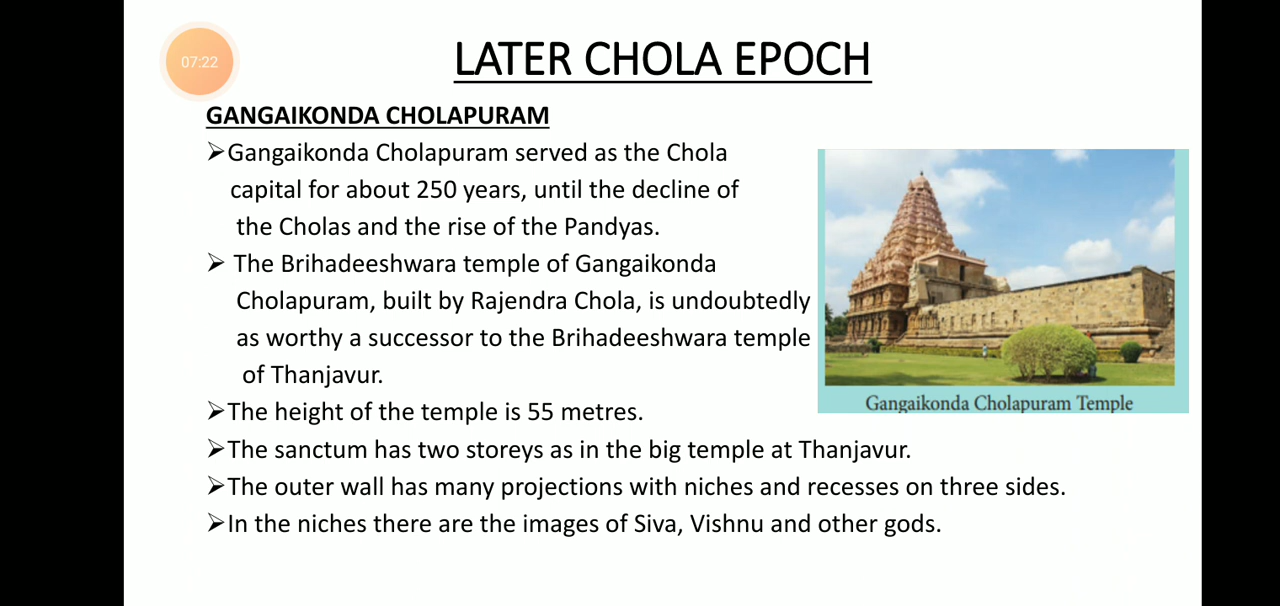 07:22
LATER CHOLA EPOCH
GANGAIKONDA CHOLAPURAM
➢Gangaikonda Cholapuram served as the Chola
capital for about 250 years, until the decline of
the Cholas and the rise of the Pandyas.
➢ The Brihadeeshwara temple of Gangaikonda
Cholapuram, built by Rajendra Chola, is undoubtedly
as worthy a successor to the Brihadeeshwara temple
of Thanjavur.
➢The height of the temple is 55 metres.
➢The sanctum has two storeys as in the big temple at Thanjavur.
➢The outer wall has many projections with niches and recesses on three sides.
➢In the niches there are the images of Siva, Vishnu and other gods.
Gangaikonda Cholapuram Temple